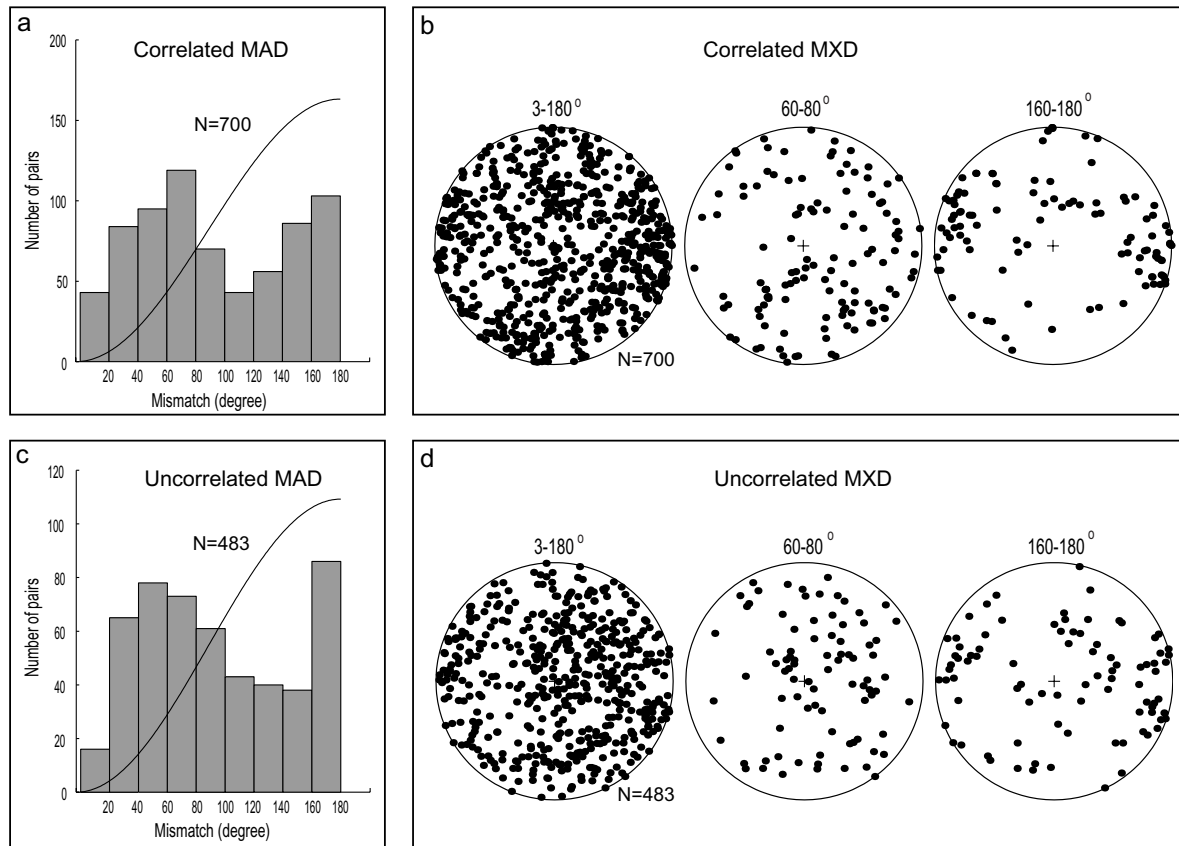 a
Correlated MAD
200
150
100
50
0
Number of pairs
N=700
20 40 60 80 100 120 140 160 180
Mismatch (degree)
b
Correlated MXD
3-180 o
60-80 o
160-180 o
N=700
c
Uncorrelated MAD
120
100
80
60
40
20
0
Number of pairs
N=483
20 40 60 80 100 120 140 160 180
Mismatch (degree)
d
Uncorrelated MXD
3-180 o
60-80 o
160-180 o
N=483